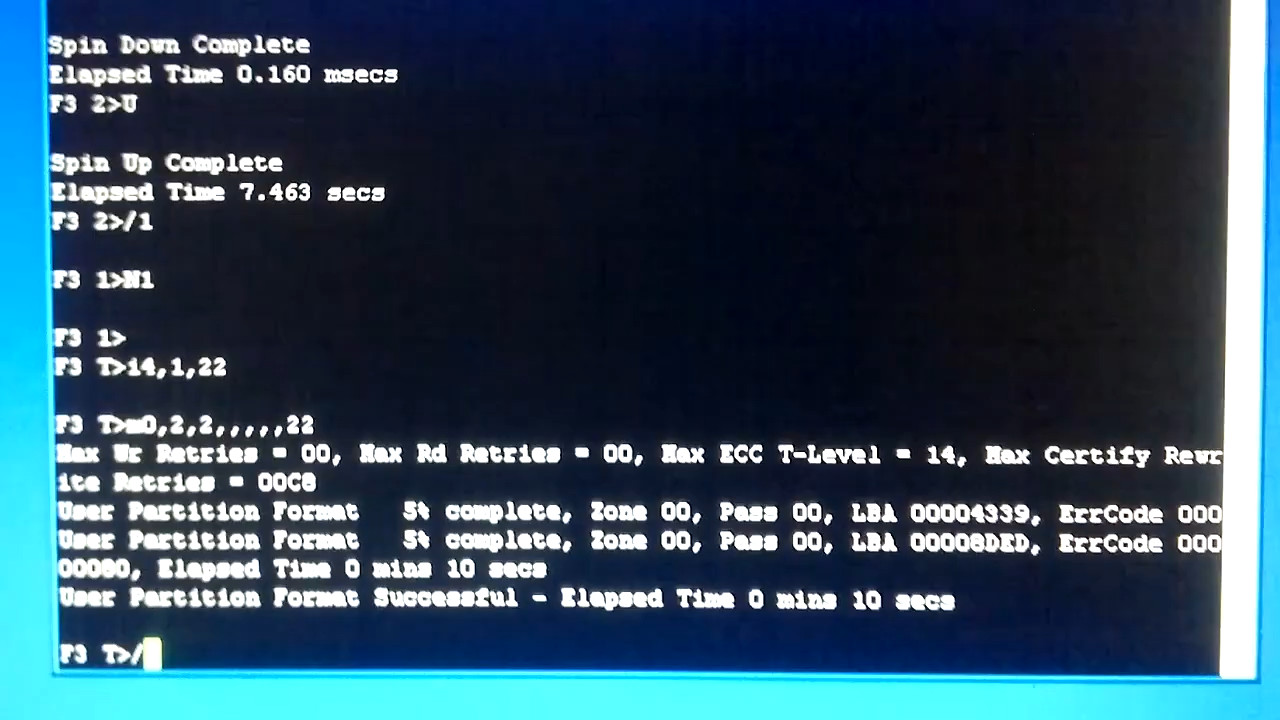 Spin Down Complete
Elapsed Time 0.160 msecs
F3 2>U
Spin Up Complete
Elapsed Time 7.463 secs
F3 2>/1
F3 1>N1
F3 1>
F3 T>i4,1,22
F3 T>m0,2,2,,,,,22
Max Wr Retries = 00, Max Rd Retries = 00, Max ECC T-Level = 14, Max Certify Rewr
ite Retries = 00C8
User Partition Format   5% complete, Zone 00, Pass 00, LBA 00004339, ErrCode 000
User Partition Format   5% complete, Zone 00, Pass 00, LBA 00008DED, ErrCode 000
00080, Elapsed Time 0 mins 10 secs
User Partition Format Successful - Elapsed Time 0 mins 10 secs
F3 T>/